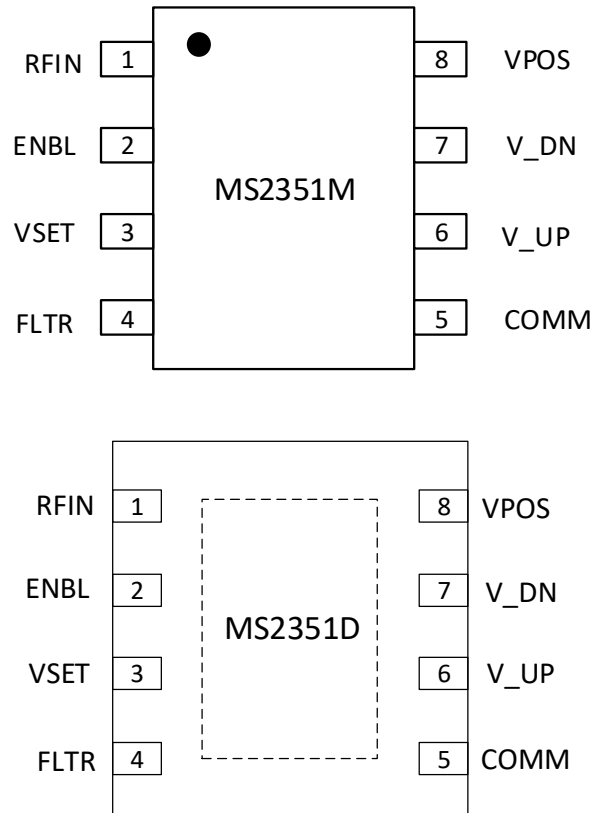 RFIN 1 8 VPOS
ENBL 2 7 V_DN
MS2351M
VSET 3 6 V_UP
FLTR 4 5 COMM
RFIN 1 8 VPOS
ENBL 2 7 V_DN
MS2351D
VSET 3 6 V_UP
FLTR 4 5 COMM